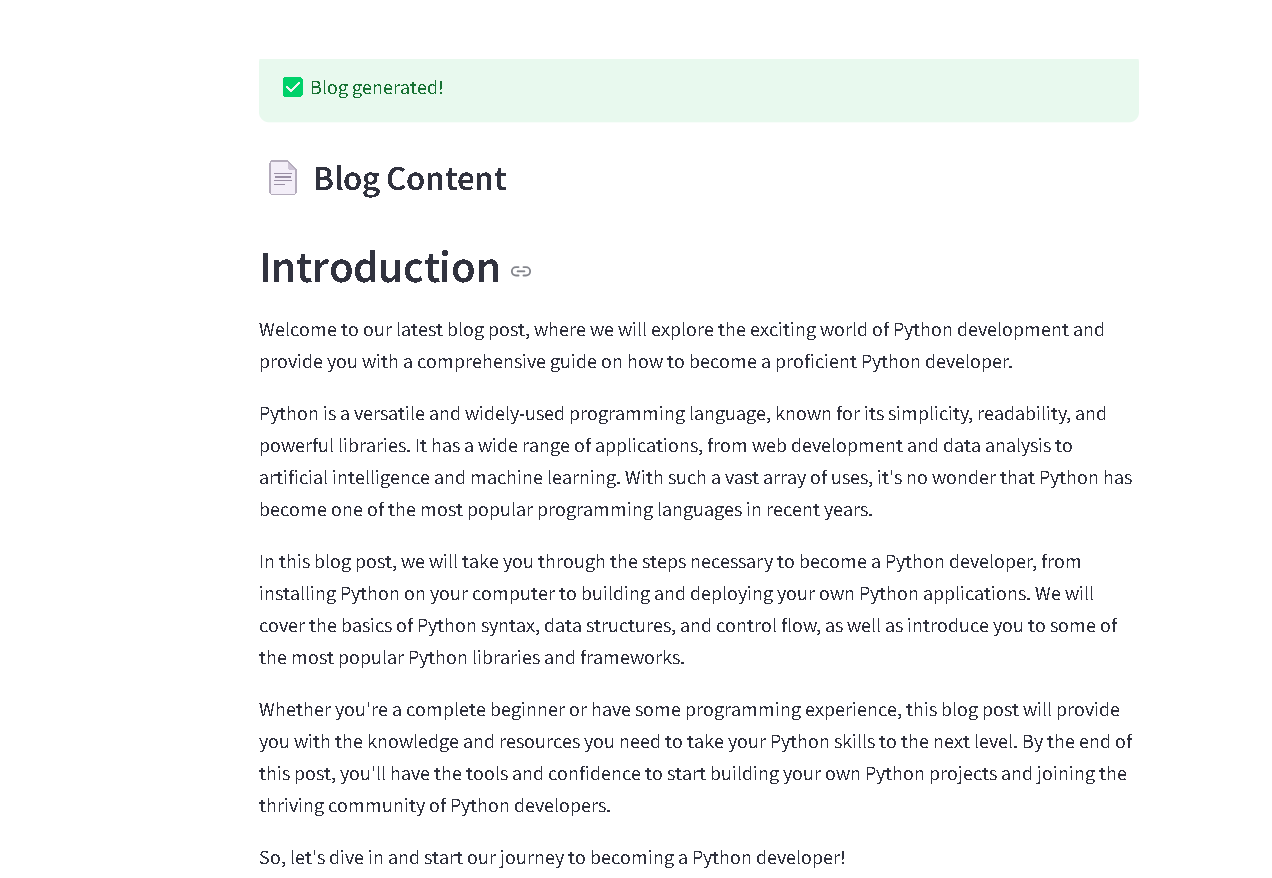 Blog generated!
Blog Content
Introduction
Welcome to our latest blog post, where we will explore the exciting world of Python development and
provide you with a comprehensive guide on how to become a proficient Python developer.
Python is a versatile and widely-used programming language, known for its simplicity, readability, and
powerful libraries. It has a wide range of applications, from web development and data analysis to
artificial intelligence and machine learning. With such a vast array of uses, it's no wonder that Python has
become one of the most popular programming languages in recent years.
In this blog post, we will take you through the steps necessary to become a Python developer, from
installing Python on your computer to building and deploying your own Python applications. We will
cover the basics of Python syntax, data structures, and control flow, as well as introduce you to some of
the most popular Python libraries and frameworks.
Whether you're a complete beginner or have some programming experience, this blog post will provide
you with the knowledge and resources you need to take your Python skills to the next level. By the end of
this post, you'll have the tools and confidence to start building your own Python projects and joining the
thriving community of Python developers.
So, let's dive in and start our journey to becoming a Python developer!